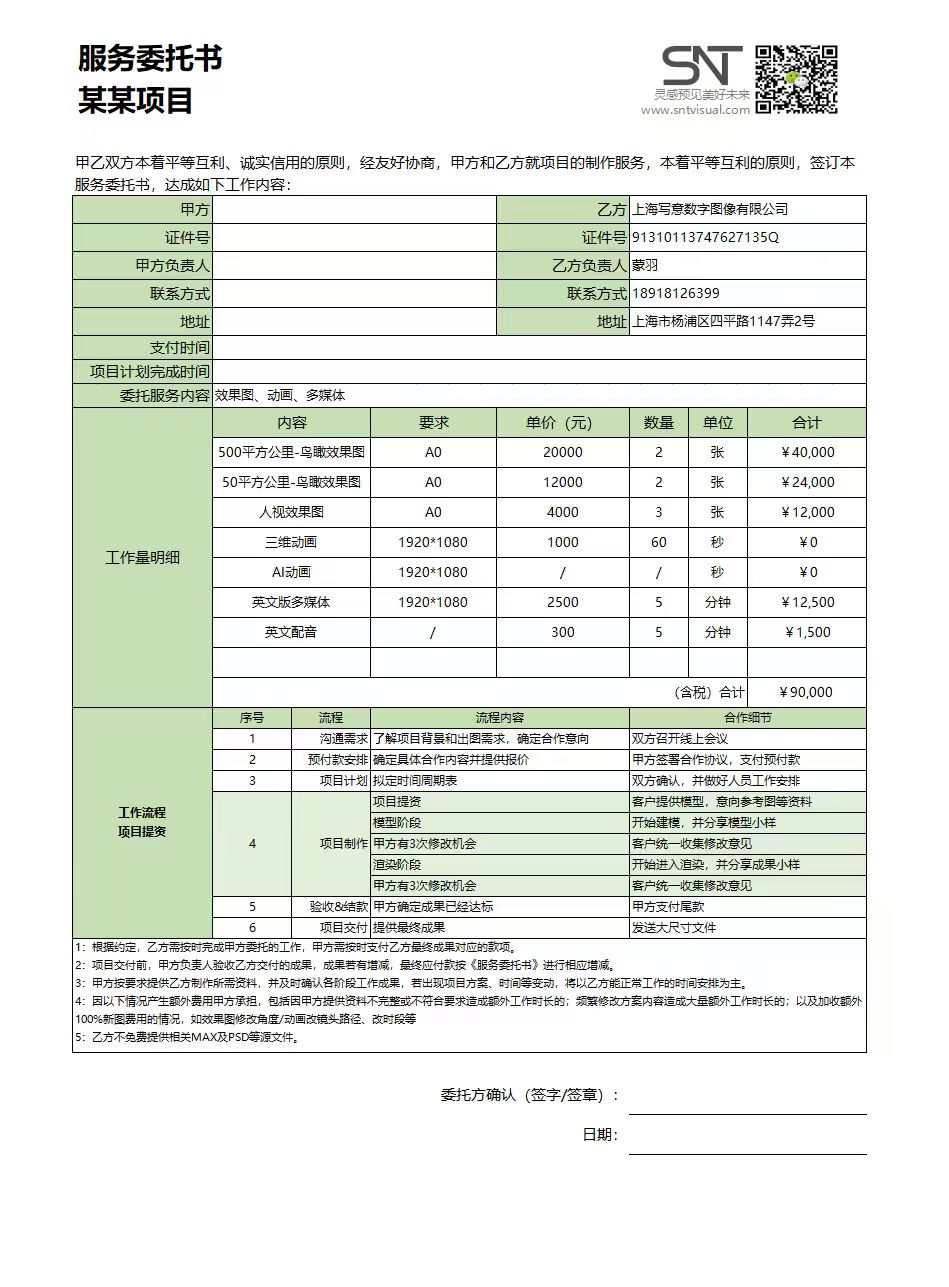 服务委托书
某某项目
SNT
灵感预见美好未来
www.sntvisual.com
甲乙双方本着平等互利、诚实信用的原则，经友好协商，甲方和乙方就项目的制作服务，本着平等互利的原则，签订本
服务委托书，达成如下工作内容：
甲方 乙方 上海写意数字图像有限公司
证件号 证件号 91310113747627135Q
甲方负责人 乙方负责人 蒙羽
联系方式 联系方式 18918126399
地址 地址 上海市杨浦区四平路1147弄2号
支付时间
项目计划完成时间
委托服务内容 效果图、动画、多媒体
工作量明细
内容 要求 单价（元） 数量 单位 合计
500平方公里-鸟瞰效果图 A0 20000 2 张 ￥40,000
50平方公里-鸟瞰效果图 A0 12000 2 张 ￥24,000
人视效果图 A0 4000 3 张 ￥12,000
三维动画 1920*1080 1000 60 秒 ￥0
AI动画 1920*1080 / / 秒 ￥0
英文版多媒体 1920*1080 2500 5 分钟 ￥12,500
英文配音 / 300 5 分钟 ￥1,500
（含税）合计 ￥90,000
工作流程
项目提资
序号 流程 流程内容 合作细节
1 沟通需求 了解项目背景和出图需求，确定合作意向 双方召开线上会议
2 预付款安排 确定具体合作内容并提供报价 甲方签署合作协议，支付预付款
3 项目计划 拟定时间周期表 双方确认，并做好人员工作安排
4 项目制作
项目提资 客户提供模型，意向参考图等资料
模型阶段 开始建模，并分享模型小样
甲方有3次修改机会 客户统一收集修改意见
渲染阶段 开始进入渲染，并分享成果小样
甲方有3次修改机会 客户统一收集修改意见
5 验收&结款 甲方确定成果已经达标 甲方支付尾款
6 项目交付 提供最终成果 发送大尺寸文件
1：根据约定，乙方需按时完成甲方委托的工作，甲方需按时支付乙方最终成果对应的款项。
2：项目交付前，甲方负责人验收乙方交付的成果，成果若有增减，最终应付款按《服务委托书》进行相应增减。
3：甲方按要求提供乙方制作所需资料，并及时确认各阶段工作成果，若出现项目方案、时间等变动，将以乙方能正常工作的时间安排为主。
4：因以下情况产生额外费用甲方承担，包括因甲方提供资料不完整或不符合要求造成额外工作时长的；频繁修改方案内容造成大量额外工作时长的；以及加收额外
100%新图费用的情况，如效果图修改角度/动画改镜头路径、改时段等
5：乙方不免费提供相关MAX及PSD等源文件。
委托方确认（签字/签章）：
日期：